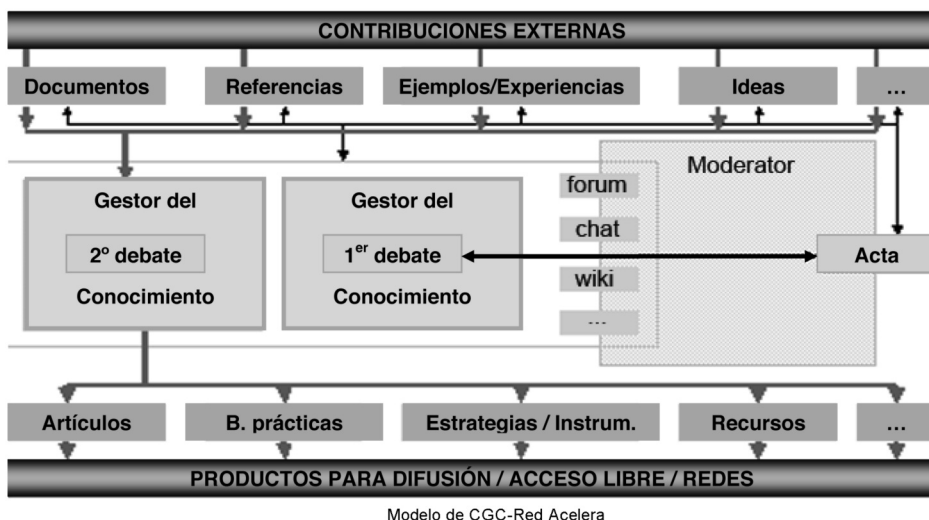 CONTRIBUCIONES EXTERNAS
Documentos
Referencias
Ejemplos/Experiencias
Ideas
...
Moderator
Gestor del
2º debate
Conocimiento
Gestor del
1er debate
Conocimiento
forum
chat
wiki
...
Acta
Artículos
B. prácticas
Estrategias / Instrum.
Recursos
...
PRODUCTOS PARA DIFUSIÓN / ACCESO LIBRE / REDES
Modelo de CGC-Red Acelera